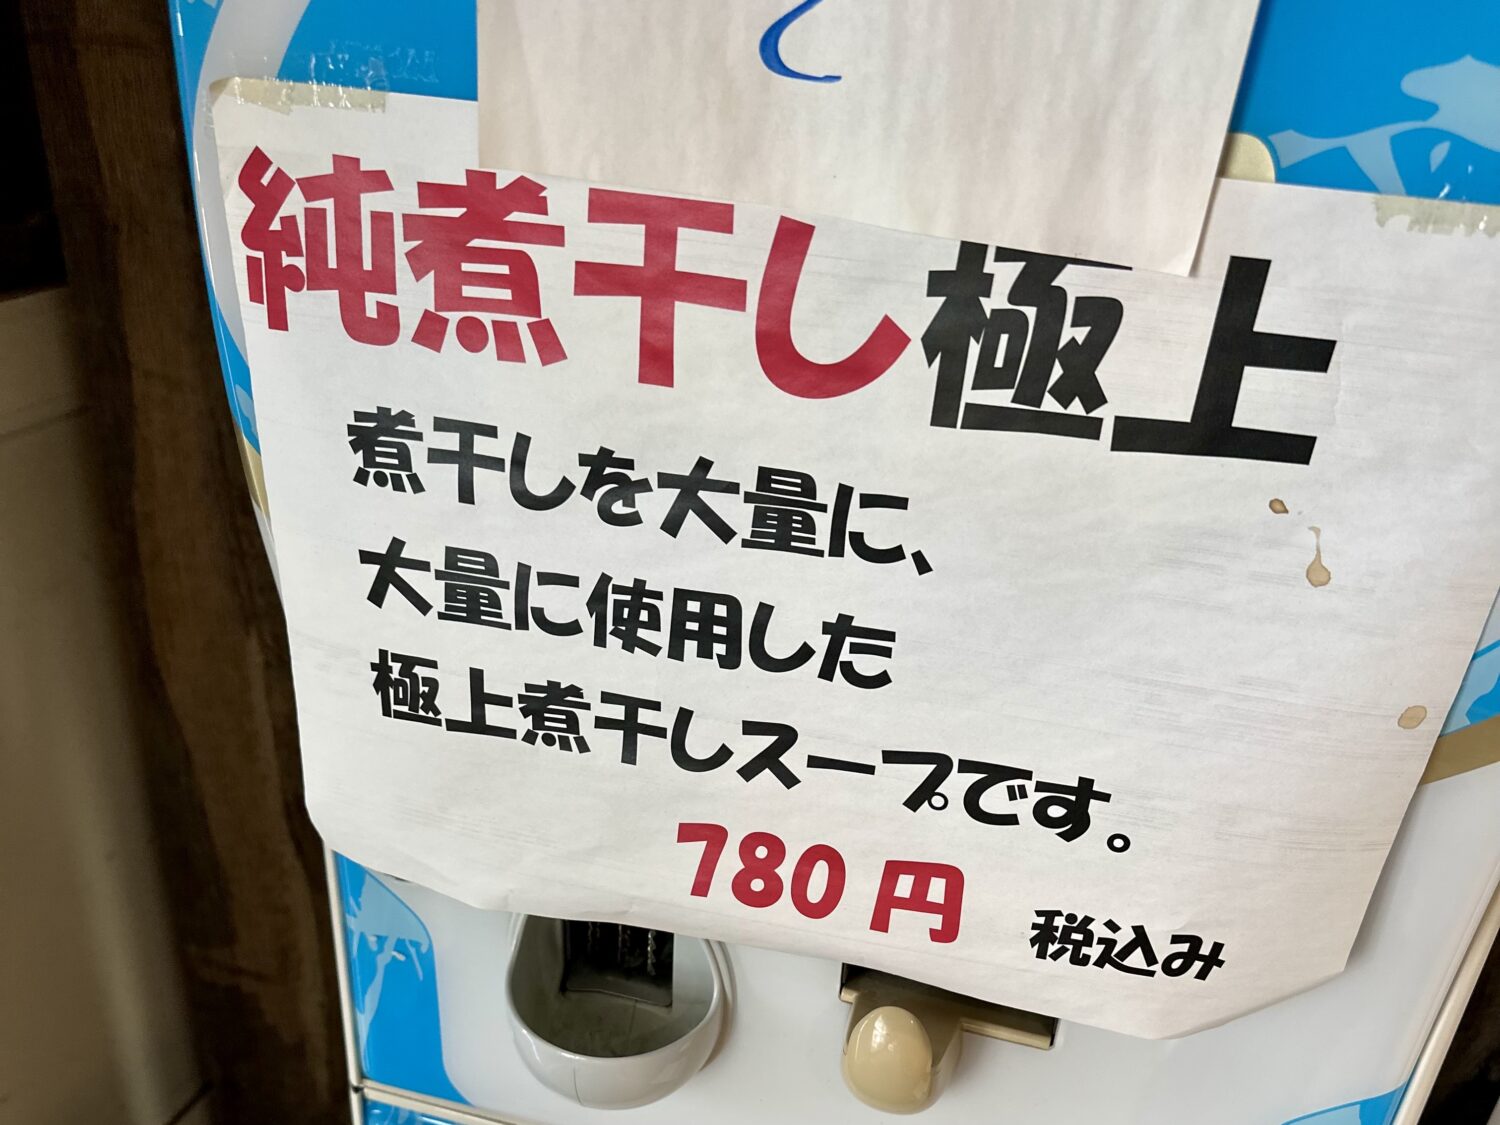 純煮干し極上
煮干しを大量に、
大量に使用した
極上煮干しスープです。
780円 税込み